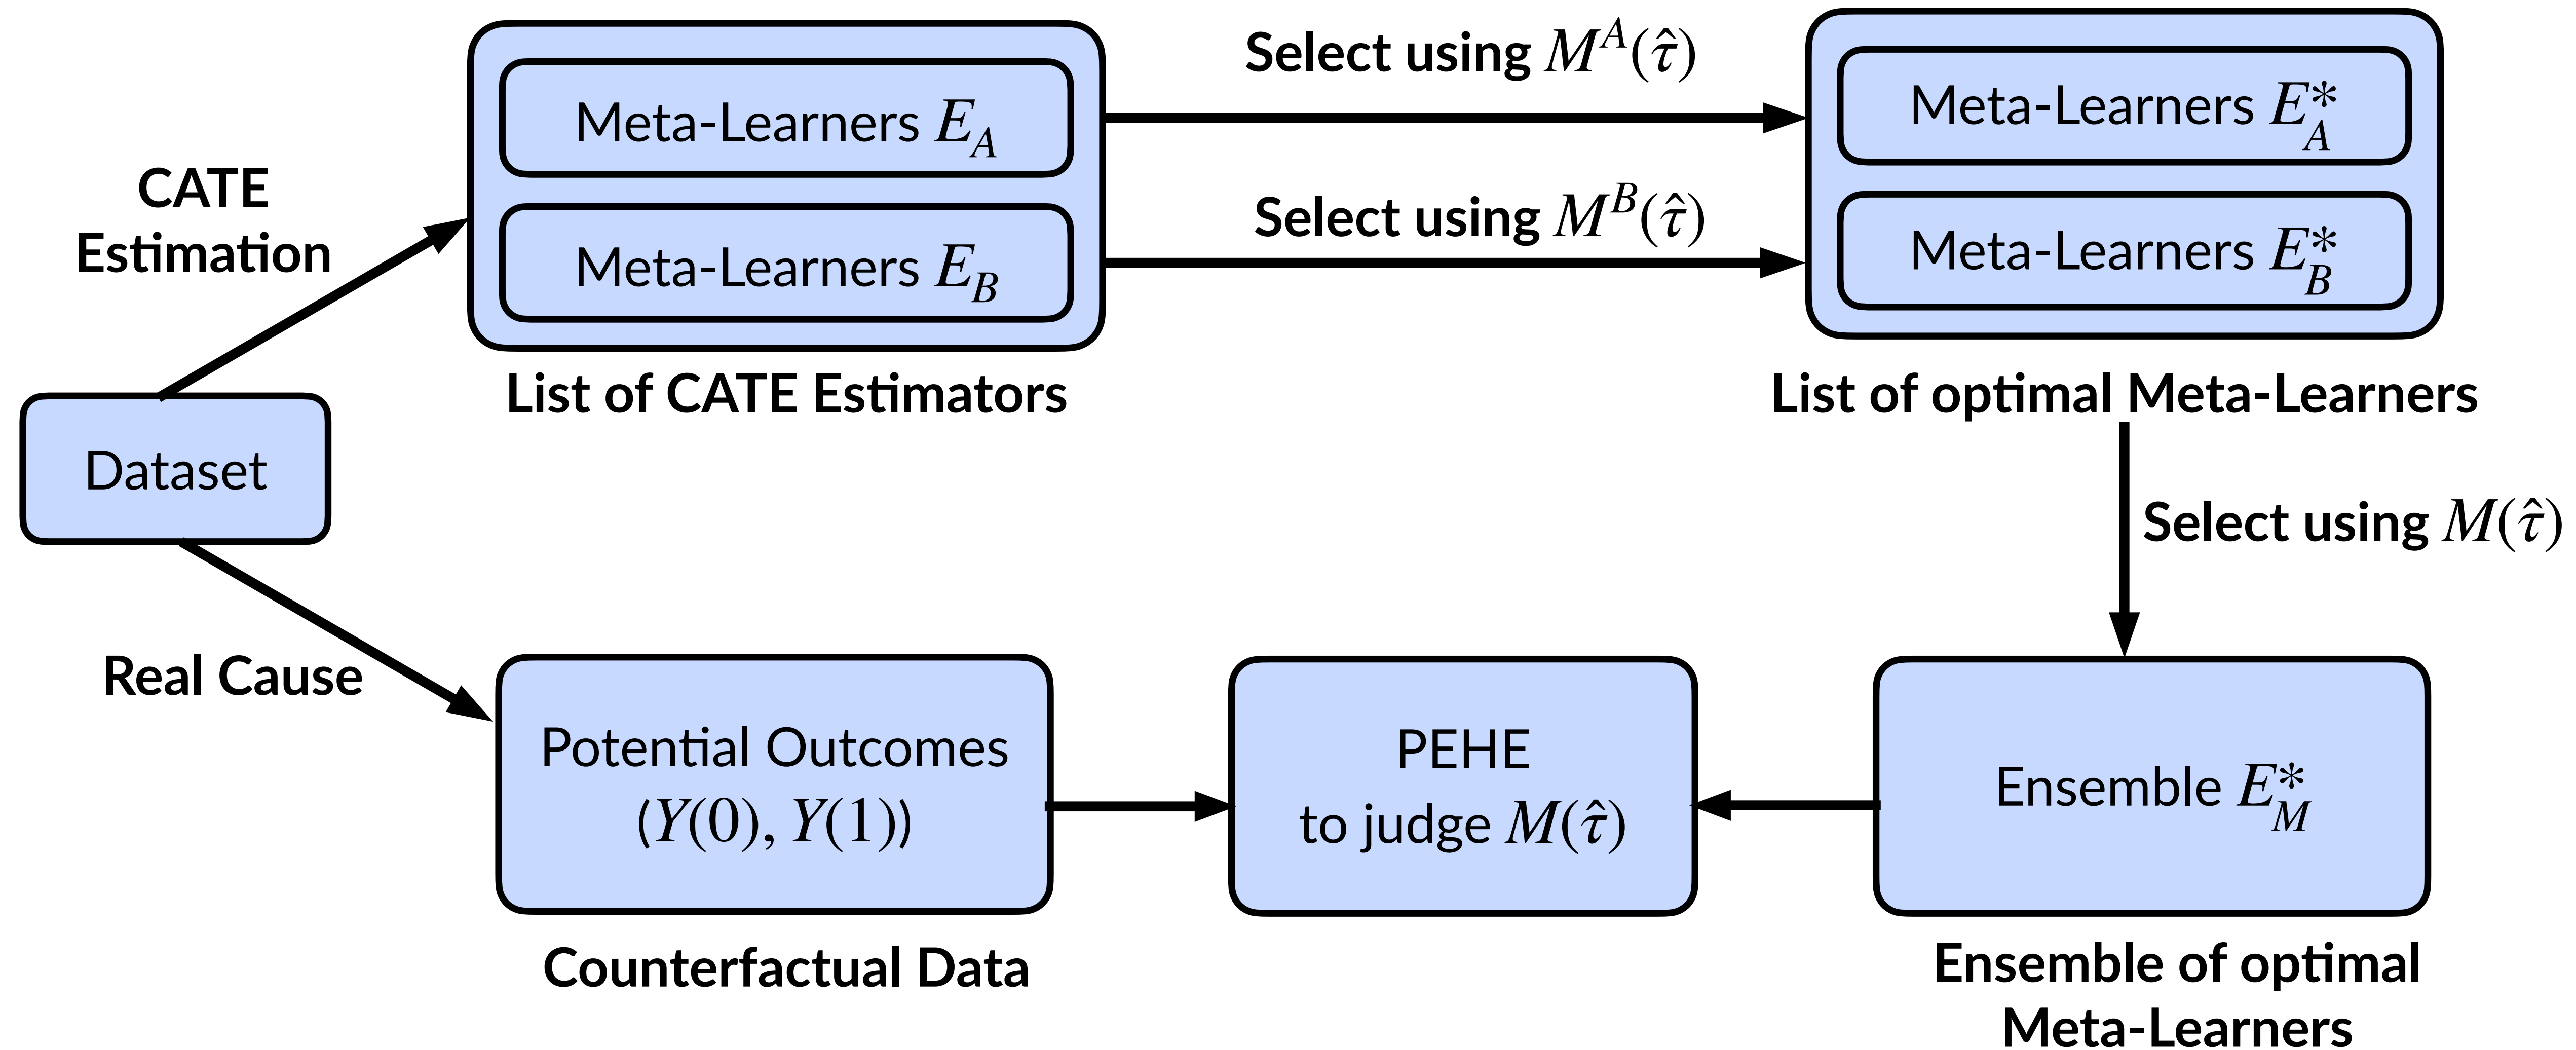 CATE
Estimation
Meta-Learners E_A
Meta-Learners E_B
List of CATE Estimators
Select using M^A(τ̂)
Select using M^B(τ̂)
Meta-Learners E*_A
Meta-Learners E*_B
List of optimal Meta-Learners
Dataset
Select using M(τ̂)
Real Cause
Potential Outcomes
(Y(0), Y(1))
Counterfactual Data
PEHE
to judge M(τ̂)
Ensemble E*_M
Ensemble of optimal
Meta-Learners